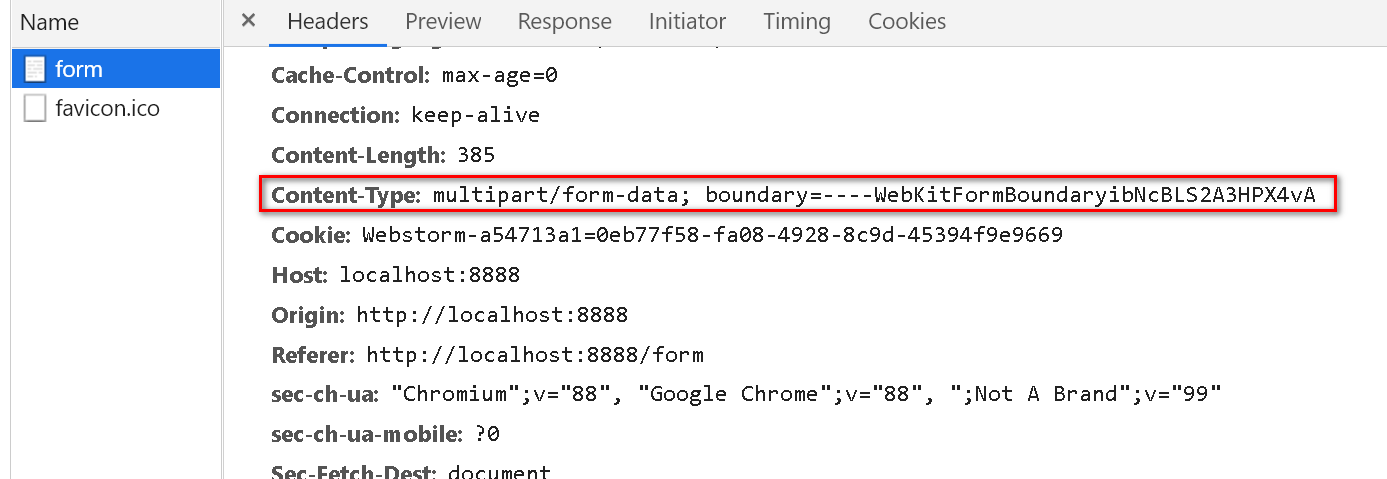 Name
× Headers Preview Response Initiator Timing Cookies
form
favicon.ico
Cache-Control: max-age=0
Connection: keep-alive
Content-Length: 385
Content-Type: multipart/form-data; boundary=----WebKitFormBoundaryibNcBLS2A3HPX4vA
Cookie: Webstorm-a54713a1=0eb77f58-fa08-4928-8c9d-45394f9e9669
Host: localhost:8888
Origin: http://localhost:8888
Referer: http://localhost:8888/form
sec-ch-ua: "Chromium";v="88", "Google Chrome";v="88", ";Not A Brand";v="99"
sec-ch-ua-mobile: ?0
Sec-Fetch-Dest: document